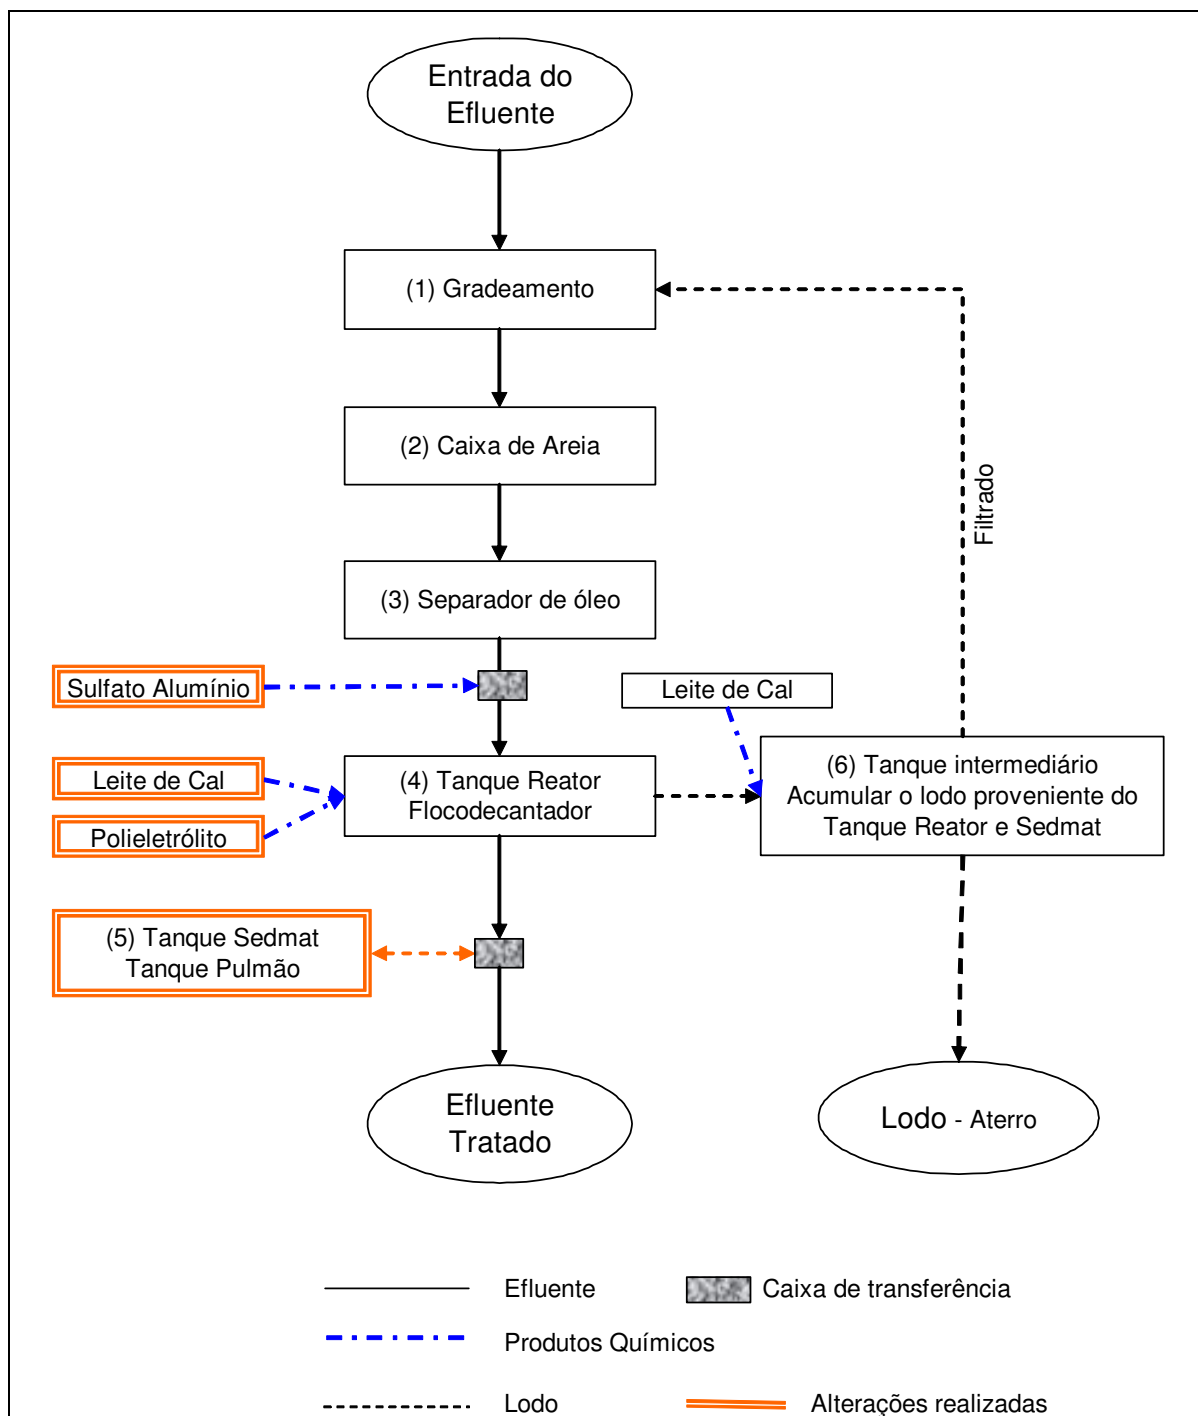 Entrada do
Efluente
(1) Gradeamento
(2) Caixa de Areia
Filtrado
(3) Separador de óleo
Sulfato Alumínio
Leite de Cal
Leite de Cal
Polieletrólito
(4) Tanque Reator
Flocodecantador
(6) Tanque intermediário
Acumular o lodo proveniente do
Tanque Reator e Sedmat
(5) Tanque Sedmat
Tanque Pulmão
Efluente
Tratado
Lodo - Aterro
Efluente
Caixa de transferência
Produtos Químicos
Lodo
Alterações realizadas